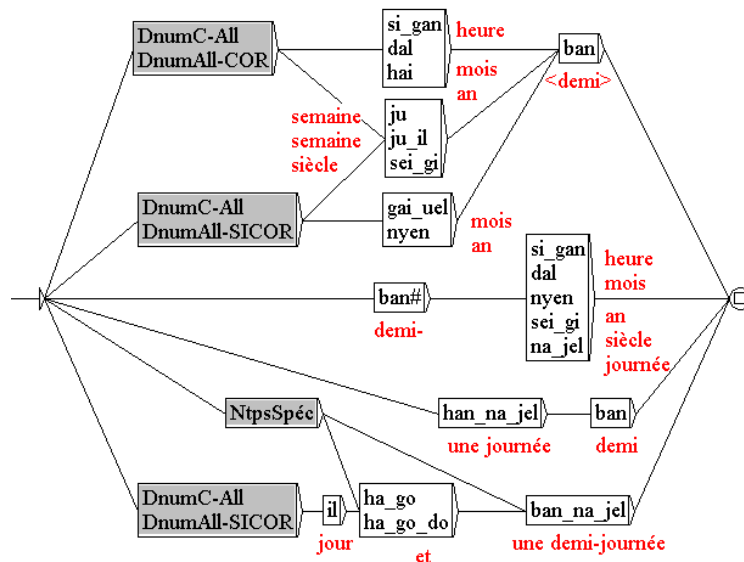 DnumC-All
DnumAll-COR
si_gan
dal
hai
heure
mois
an
ban
<demi>
semaine
semaine
siècle
ju
ju_il
sei_gi
DnumC-All
DnumAll-SICOR
gai_uel
nyen
mois
an
ban#
demi-
si_gan
dal
nyen
sei_gi
na_jel
heure
mois
an
siècle
journée
NtpsSpéc
han_na_jel
une journée
ban
demi
DnumC-All
DnumAll-SICOR
il
jour
ha_go
ha_go_do
et
ban_na_jel
une demi-journée